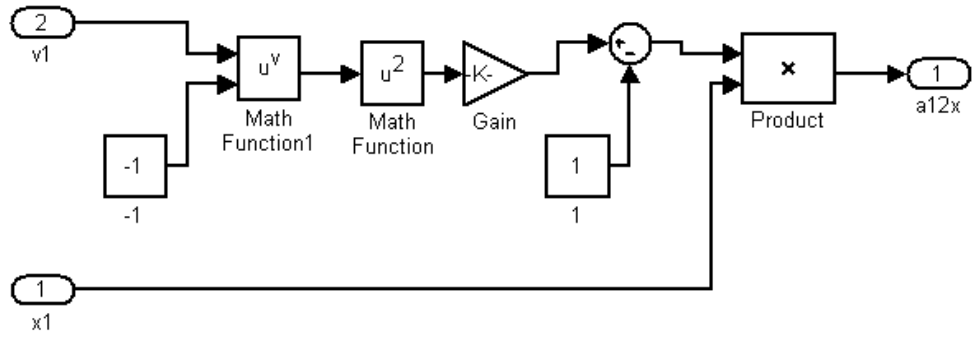 2
v1
u^v
Math
Function1
u^2
Math
Function
-K-
Gain
+
-
×
Product
1
a12x
-1
-1
1
1
1
x1